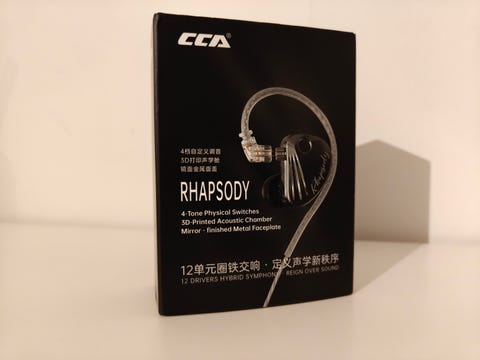 CCA®
4档自定义调音
3D打印声学舱
镜面金属面盖
RHAPSODY
4-Tone Physical Switches
3D-Printed Acoustic Chamber
Mirror - finished Metal Faceplate
Rhapsody
12单元圈铁交响 · 定义声学新秩序
12 DRIVERS HYBRID SYMPHONY REIGN OVER SOUND